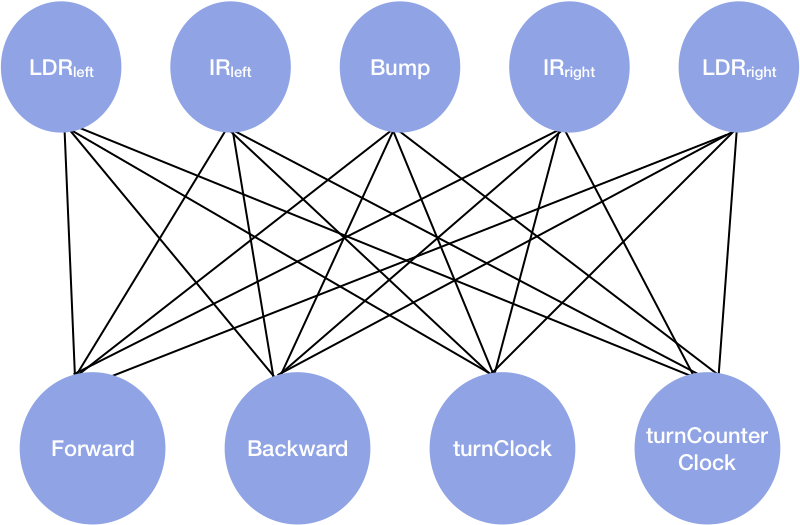 LDRleft
IRleft
Bump
IRright
LDRright
Forward
Backward
turnClock
turnCounter
Clock